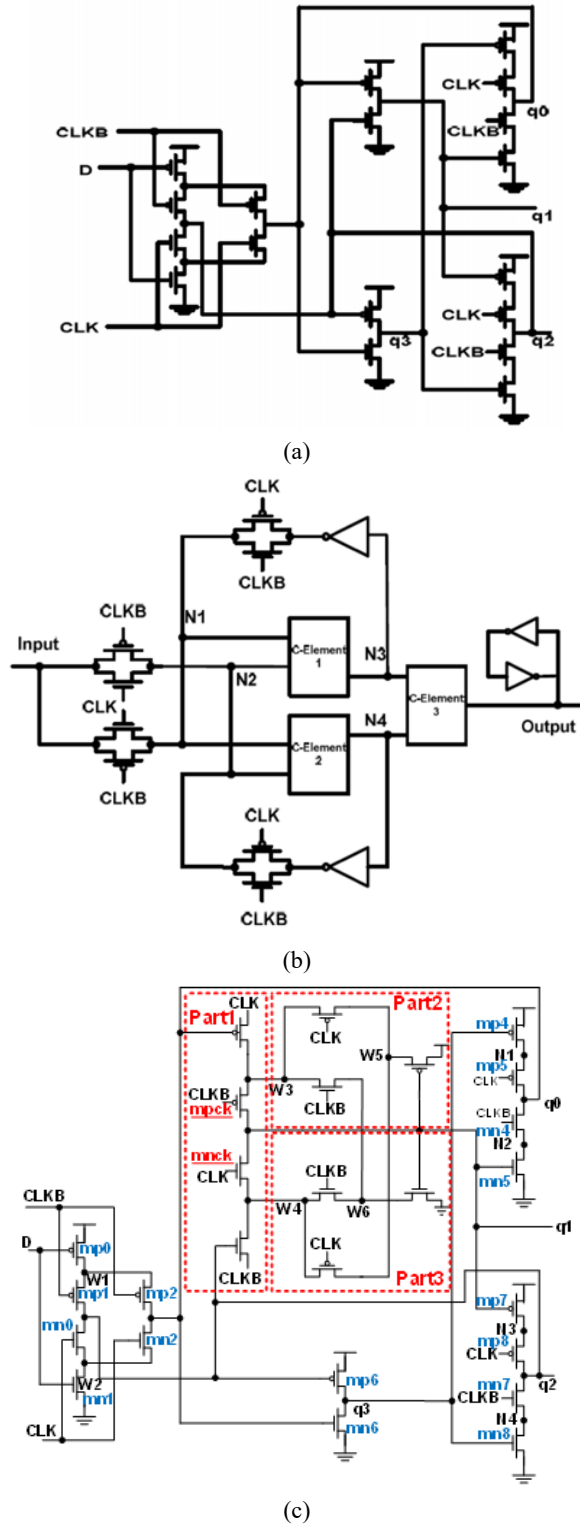 CLKB
D
CLK
CLK
CLKB
q0
q1
CLK
CLKB
q2
q3
(a)
CLK
CLKB
N1
CLKB
Input
N2
CLK
C-Element
1
N3
C-Element
3
N4
C-Element
2
CLKB
Output
CLK
CLKB
(b)
Part1
CLK
CLKB
mpck
mnck
CLK
CLKB
Part2
CLK
W3
CLKB
W5
W4
CLKB
W6
CLK
Part3
mp4
N1
mp5
CLK
q0
CLKB
mn4
N2
mn5
q1
CLKB
D
mp0
W1
mp1
mp2
mn0
mn2
W2
mn1
CLK
mp6
q3
mn6
mp7
N3
mp8
CLK
q2
mn7
CLKB
N4
mn8
(c)